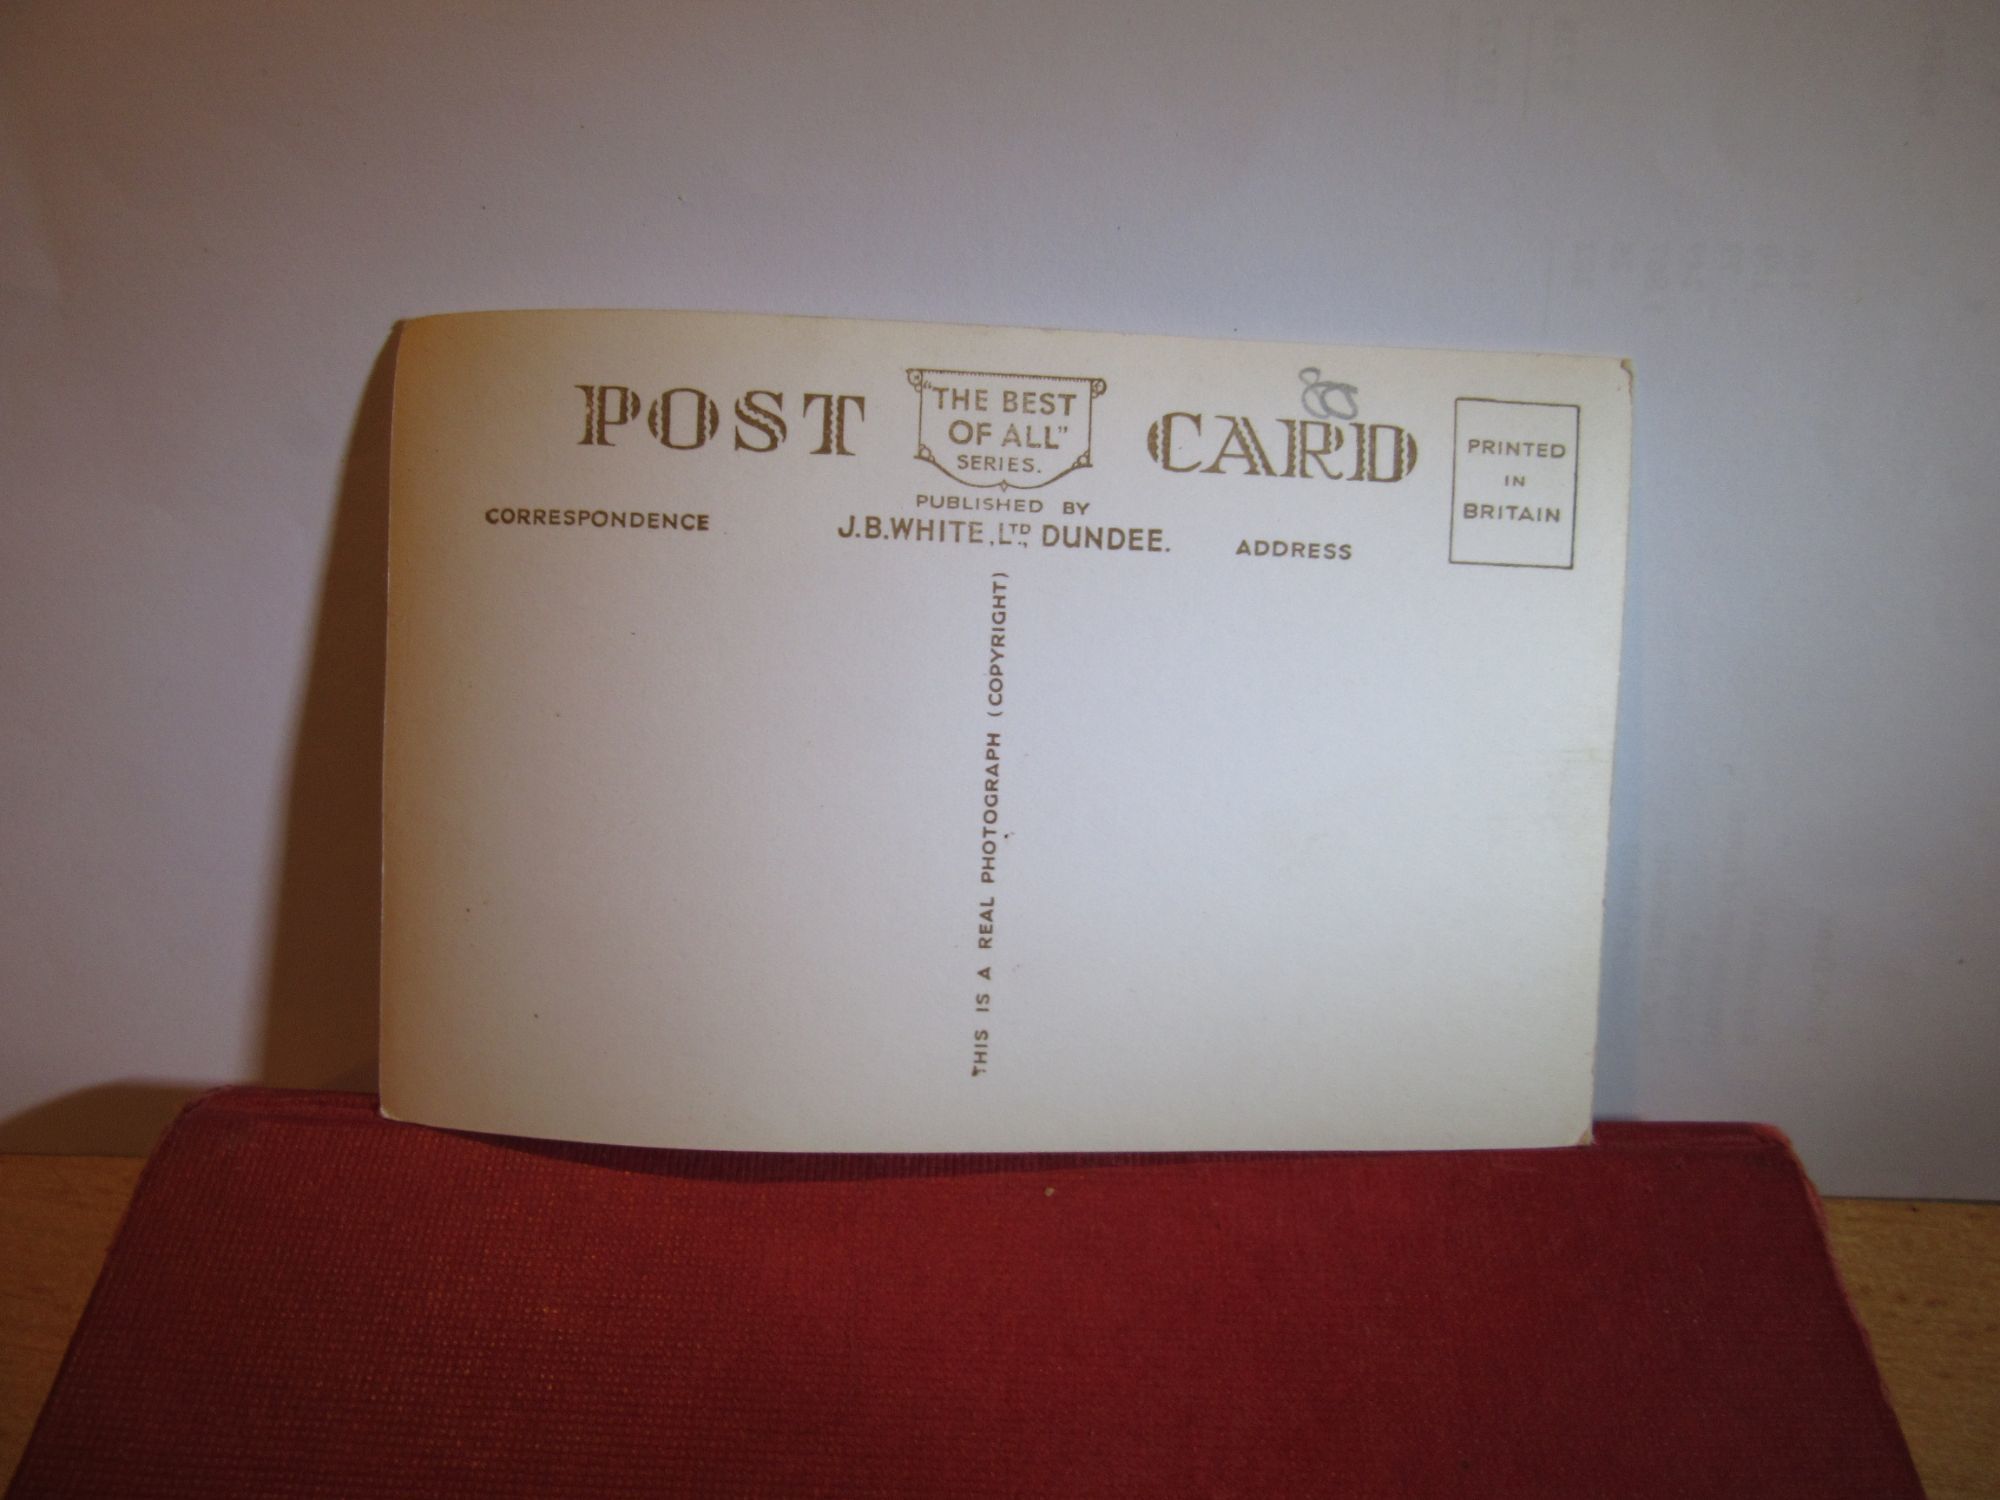 POST CARD
"THE BEST
OF ALL"
SERIES.
80
PRINTED
IN
BRITAIN
PUBLISHED BY
J.B.WHITE, LTD., DUNDEE.
CORRESPONDENCE
ADDRESS
THIS IS A REAL PHOTOGRAPH (COPYRIGHT)